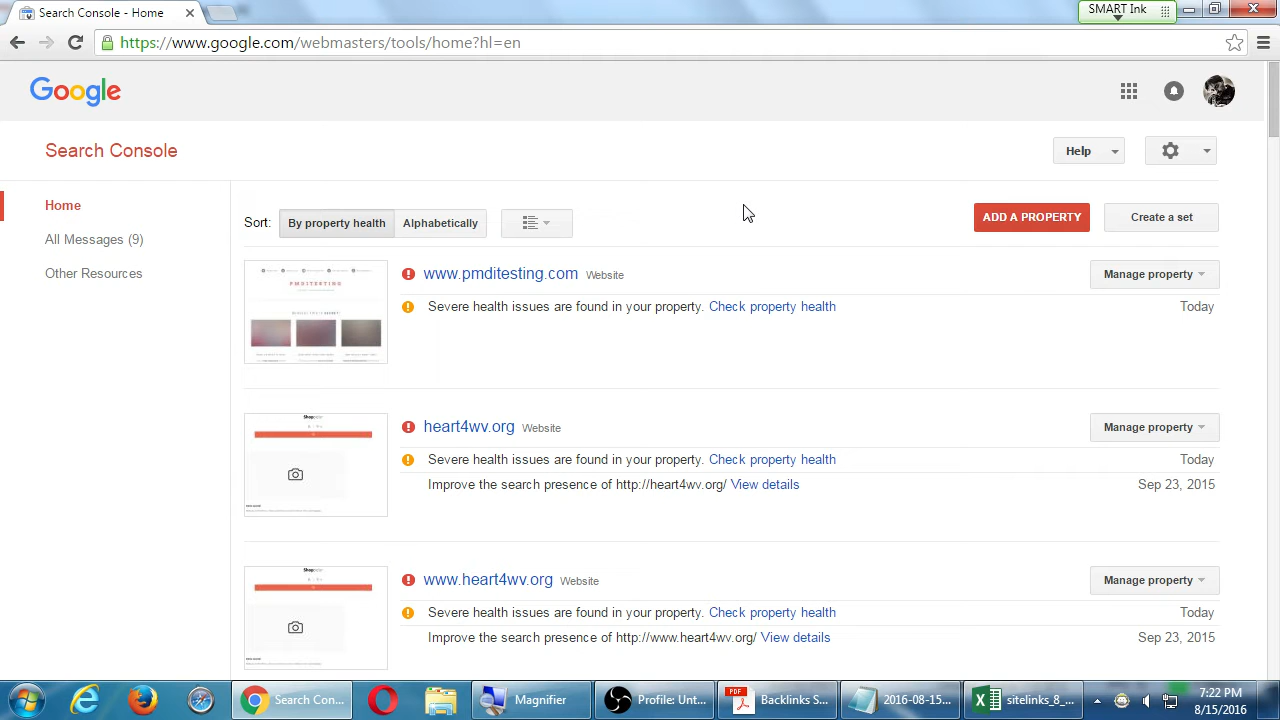 Search Console - Home
SMART Ink
https://www.google.com/webmasters/tools/home?hl=en
Google
Search Console
Help
Home
All Messages (9)
Other Resources
Sort: By property health Alphabetically
ADD A PROPERTY
Create a set
PMDITESTING
www.pmditesting.com Website
Manage property
Severe health issues are found in your property. Check property health
Today
heart4wv.org Website
Manage property
Severe health issues are found in your property. Check property health
Today
Improve the search presence of http://heart4wv.org/ View details
Sep 23, 2015
www.heart4wv.org Website
Manage property
Severe health issues are found in your property. Check property health
Today
Improve the search presence of http://www.heart4wv.org/ View details
Sep 23, 2015
Search Con...
Magnifier
Profile: Unt...
PDF
Backlinks S...
2016-08-15...
sitelinks_8_...
7:22 PM
8/15/2016